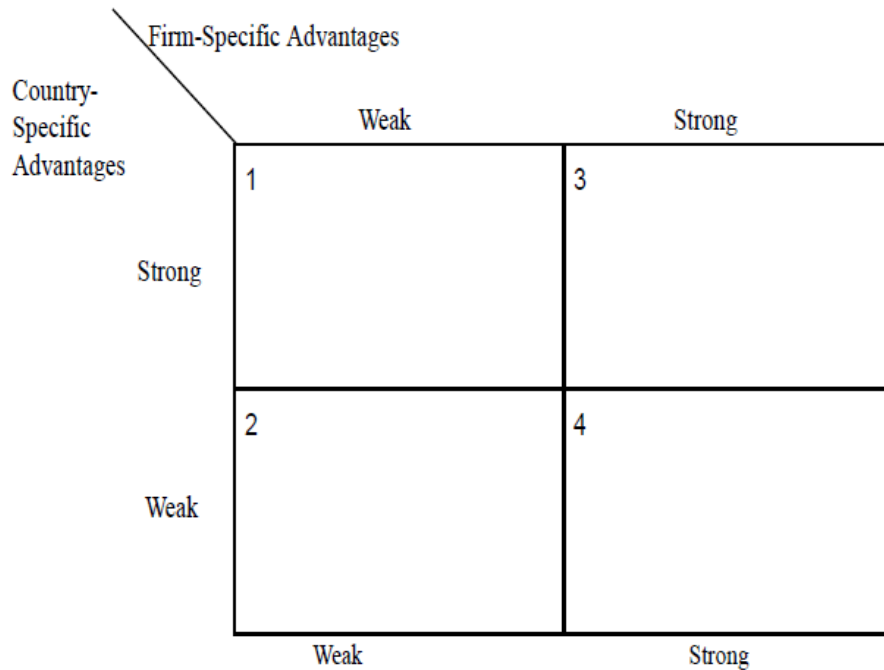 Firm-Specific Advantages
Country-
Specific
Advantages
Weak Strong
1 3
Strong
2 4
Weak
Weak Strong